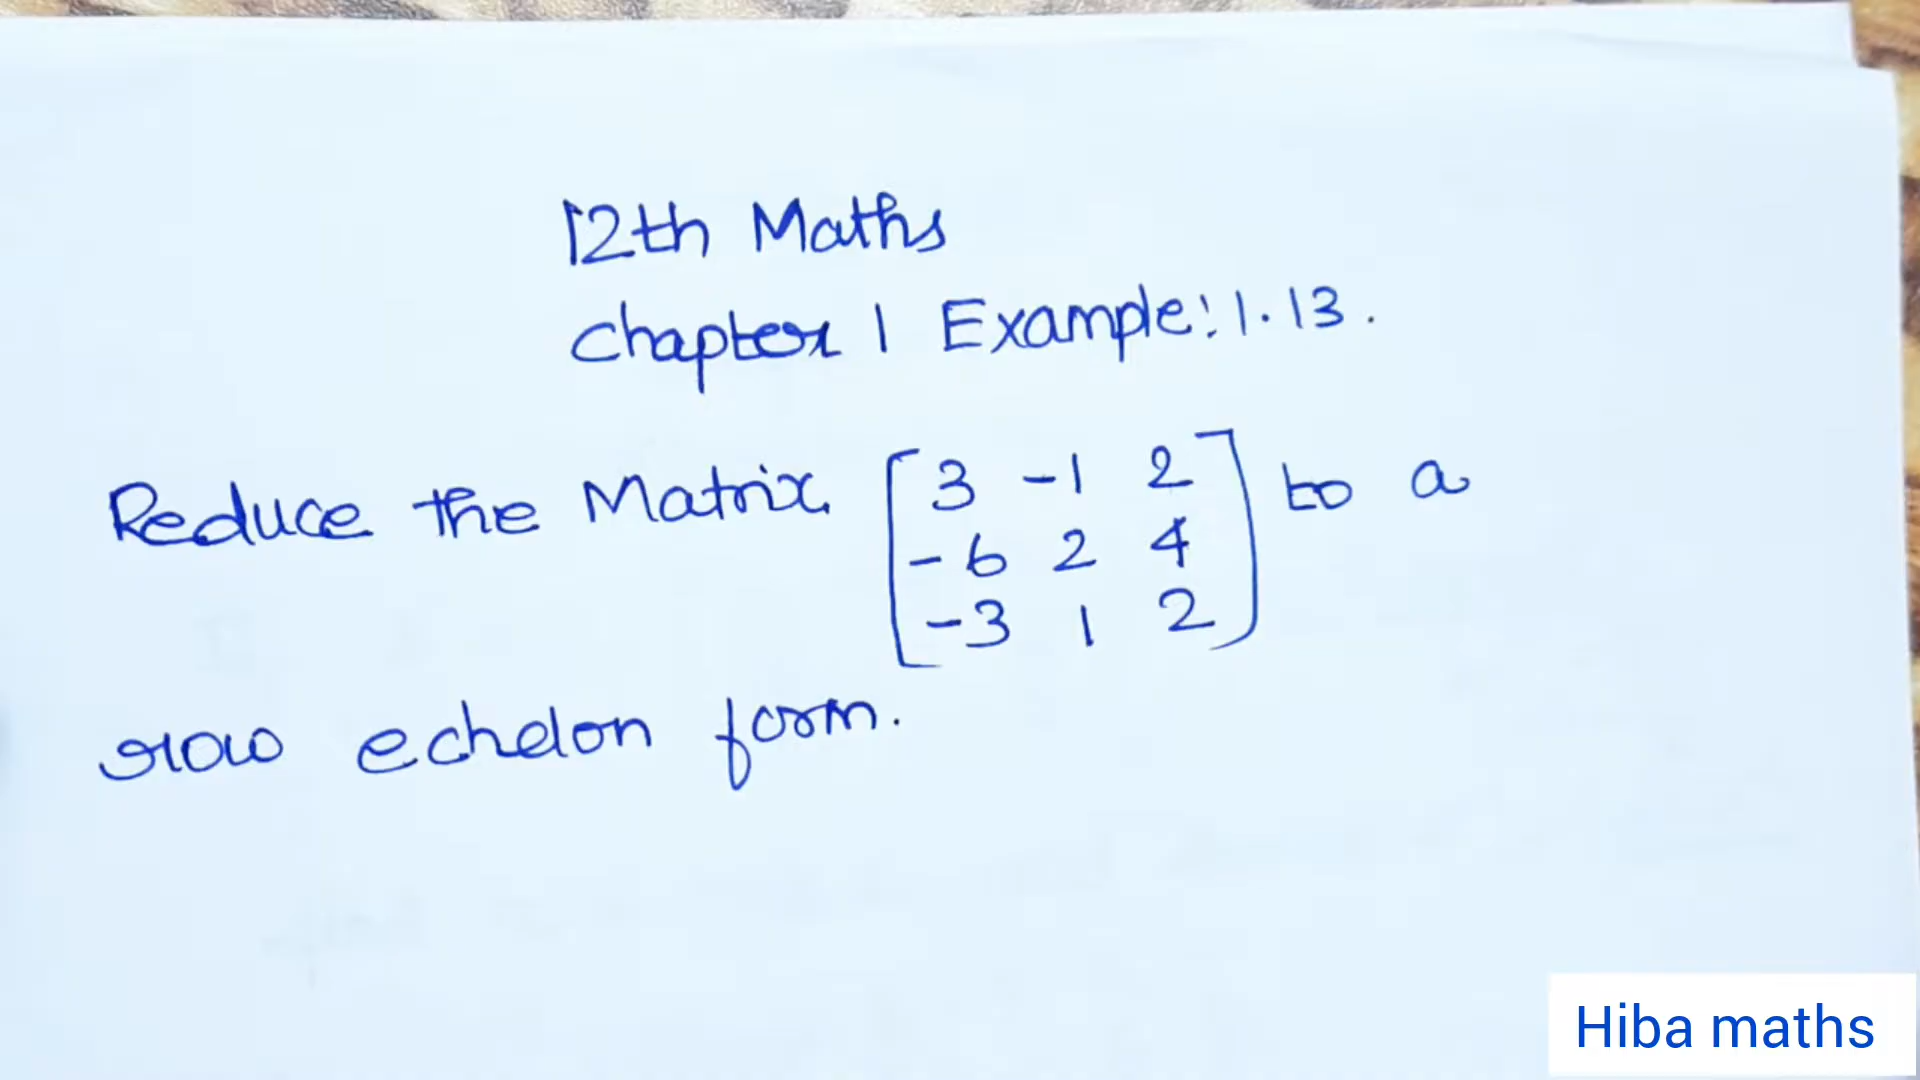 12th Maths
Chapter 1 Example: 1.13.
Reduce the Matrix [3 -1 2
-6 2 4
-3 1 2] to a
row echelon form.
Hiba maths